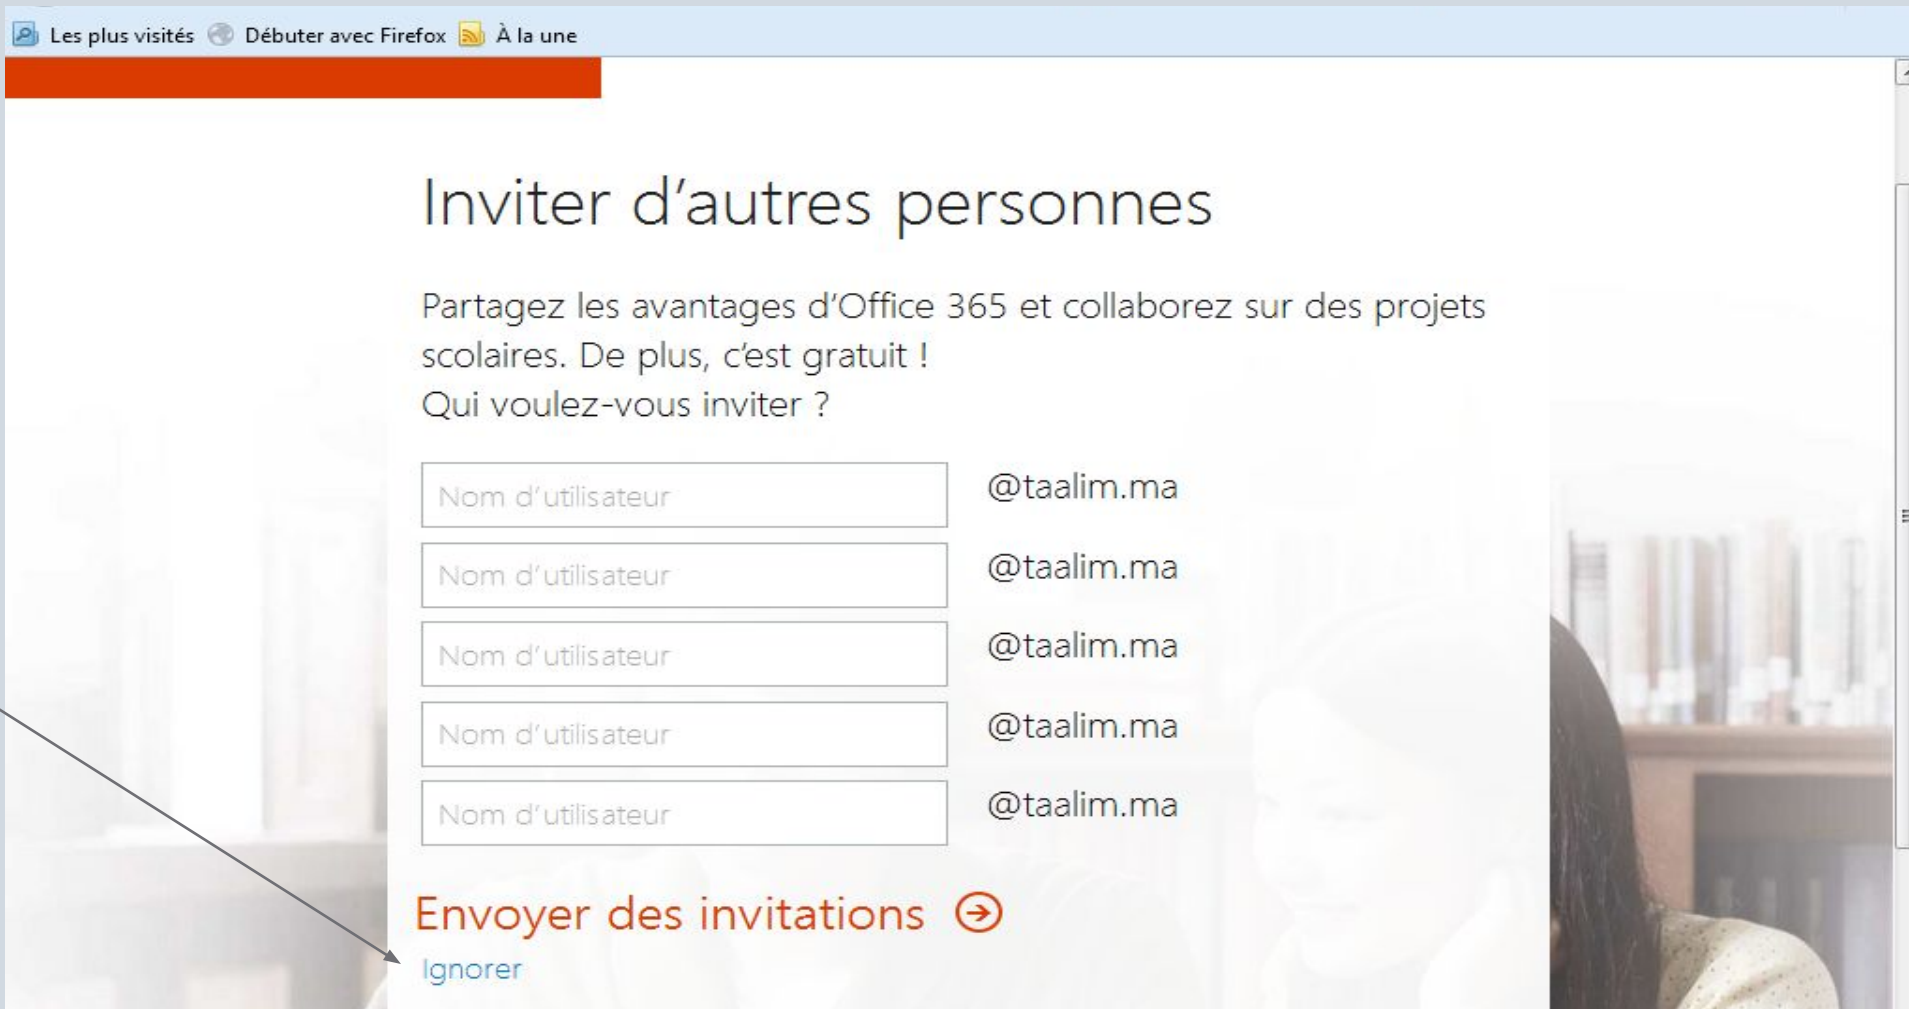 Les plus visités Débuter avec Firefox À la une
Inviter d'autres personnes
Partagez les avantages d'Office 365 et collaborez sur des projets
scolaires. De plus, c'est gratuit !
Qui voulez-vous inviter ?
Nom d'utilisateur @taalim.ma
Nom d'utilisateur @taalim.ma
Nom d'utilisateur @taalim.ma
Nom d'utilisateur @taalim.ma
Nom d'utilisateur @taalim.ma
Envoyer des invitations
Ignorer